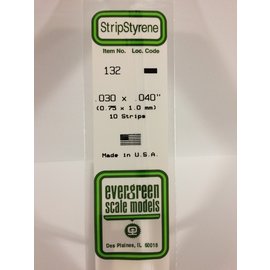 StripStyrene
Item No. Loc. Code
132
.030 x .040"
(0.75 x 1.0 mm)
10 Strips
Made in U.S.A.
evergreen
scale models
Des Plaines, IL 60018